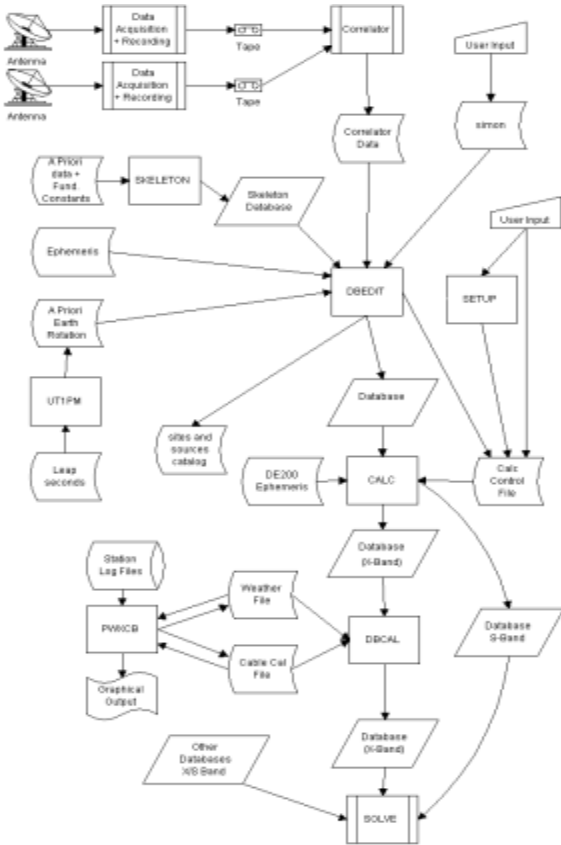 Data
Acquisition
+ Recording
Tape
Correlator
Antenna
Data
Acquisition
+ Recording
Tape
Antenna
User Input
Correlator
Data
simon
A Priori
data +
Fund.
Constants
SKELETON
Skeleton
Database
User Input
Ephemeris
DBEDIT
SETUP
A Priori
Earth
Rotation
UT1PM
Database
Leap
seconds
sites and
sources
catalog
DE200
Ephemeris
CALC
Calc
Control
File
Station
Log Files
Database
(X-Band)
Weather
File
PWXCB
DBCAL
Database
S-Band
Cable Cal
File
Graphical
Output
Other
Databases
X/S Band
Database
(X-Band)
SOLVE